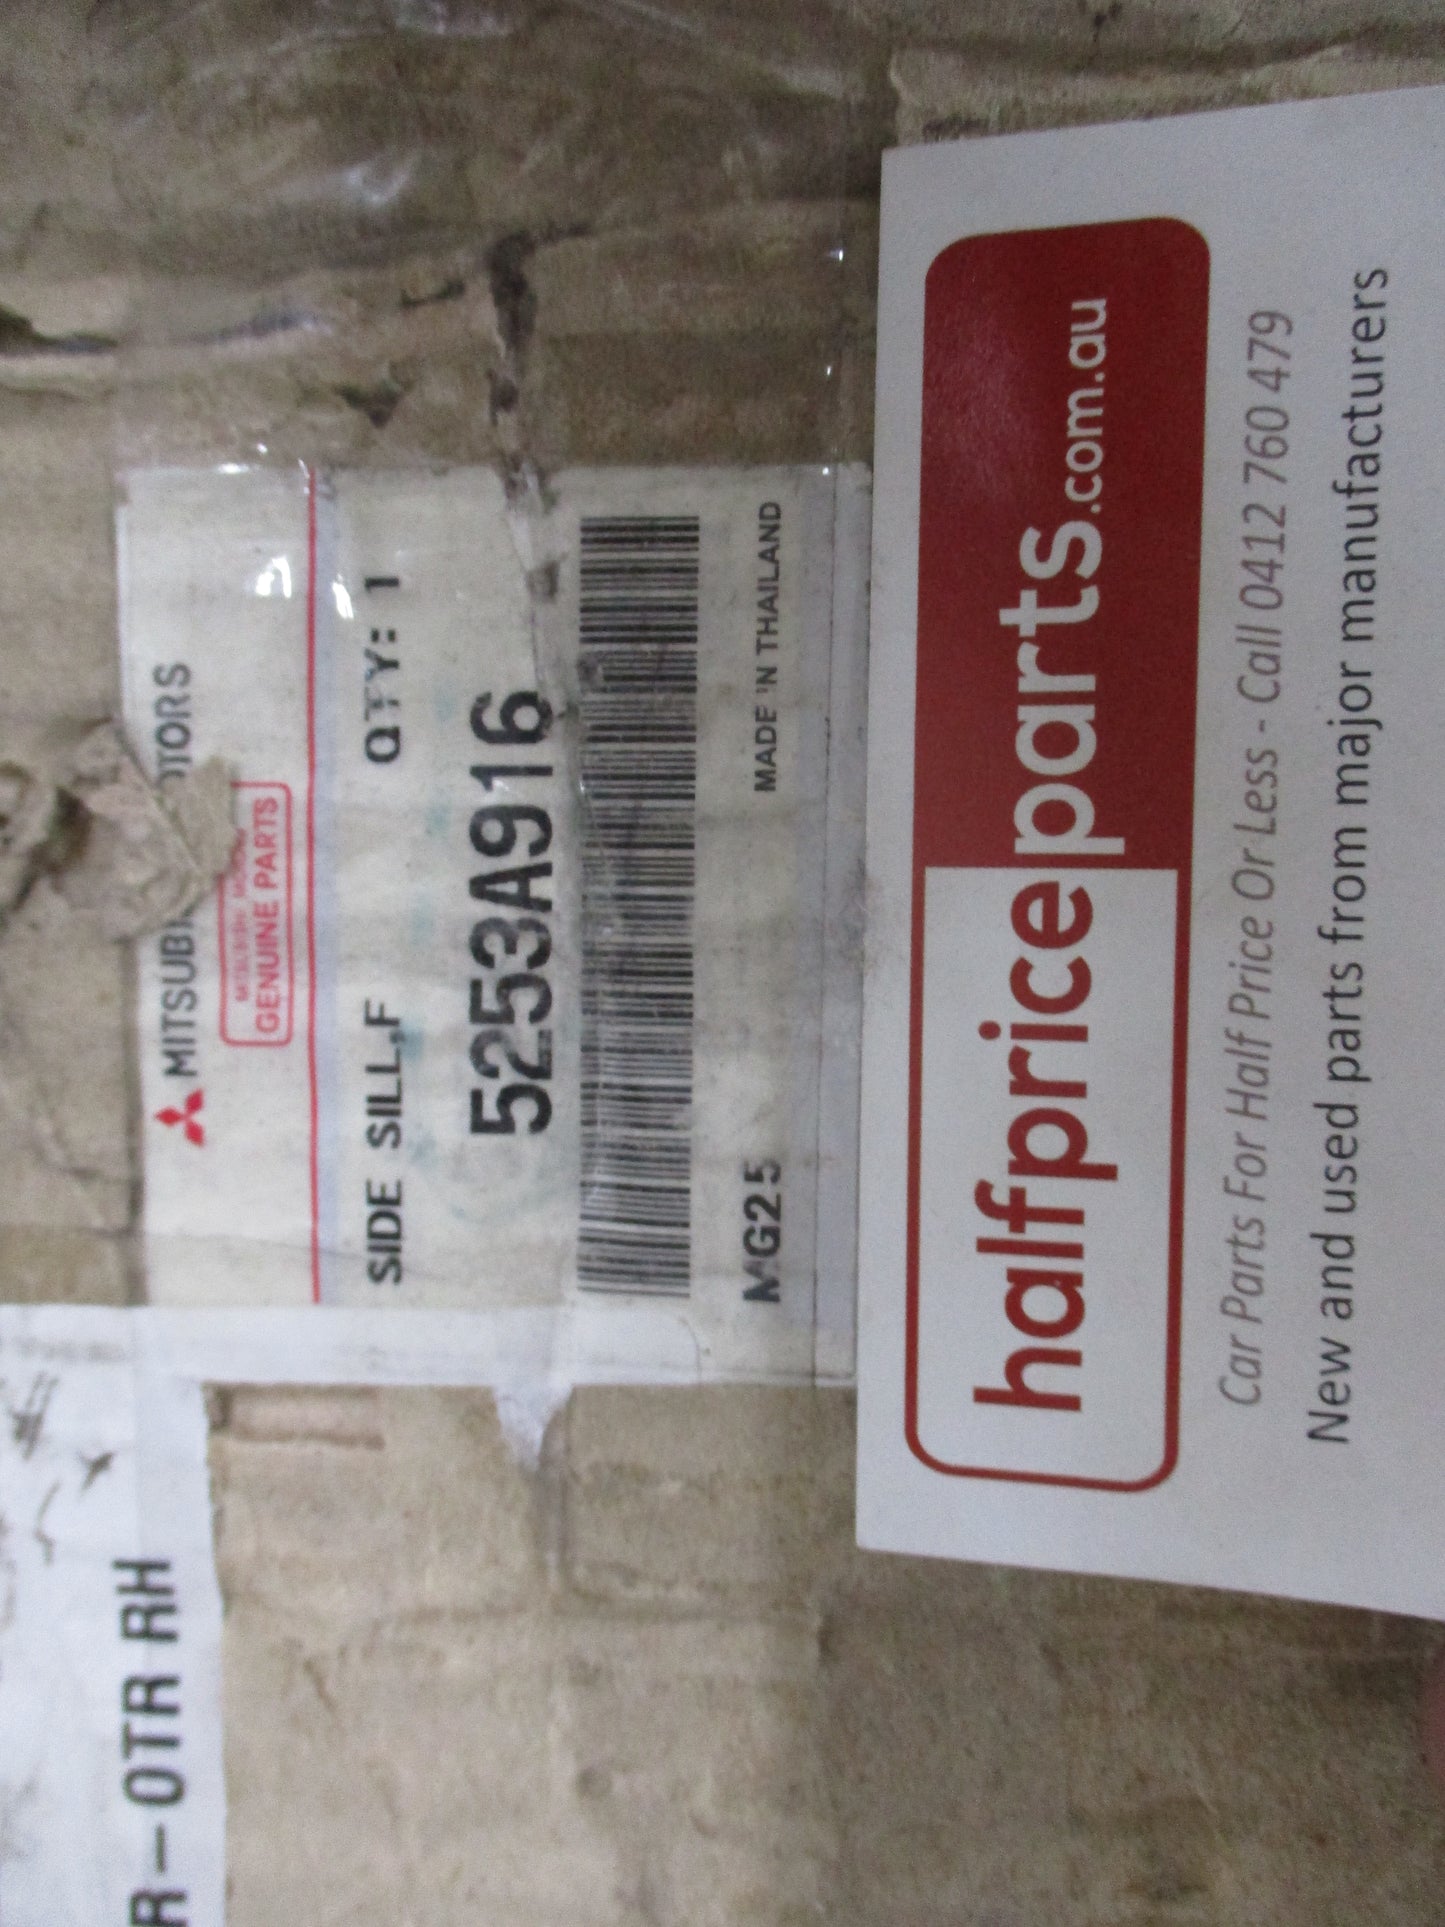 MITSUBI OTORS
GENUINE PARTS
SIDE SILL,F QTY: 1
5253A916
MG25 MADE IN THAILAND
R-OTR RH
halfpriceparts.com.au
Car Parts For Half Price Or Less - Call 0412 760 479
New and used parts from major manufacturers